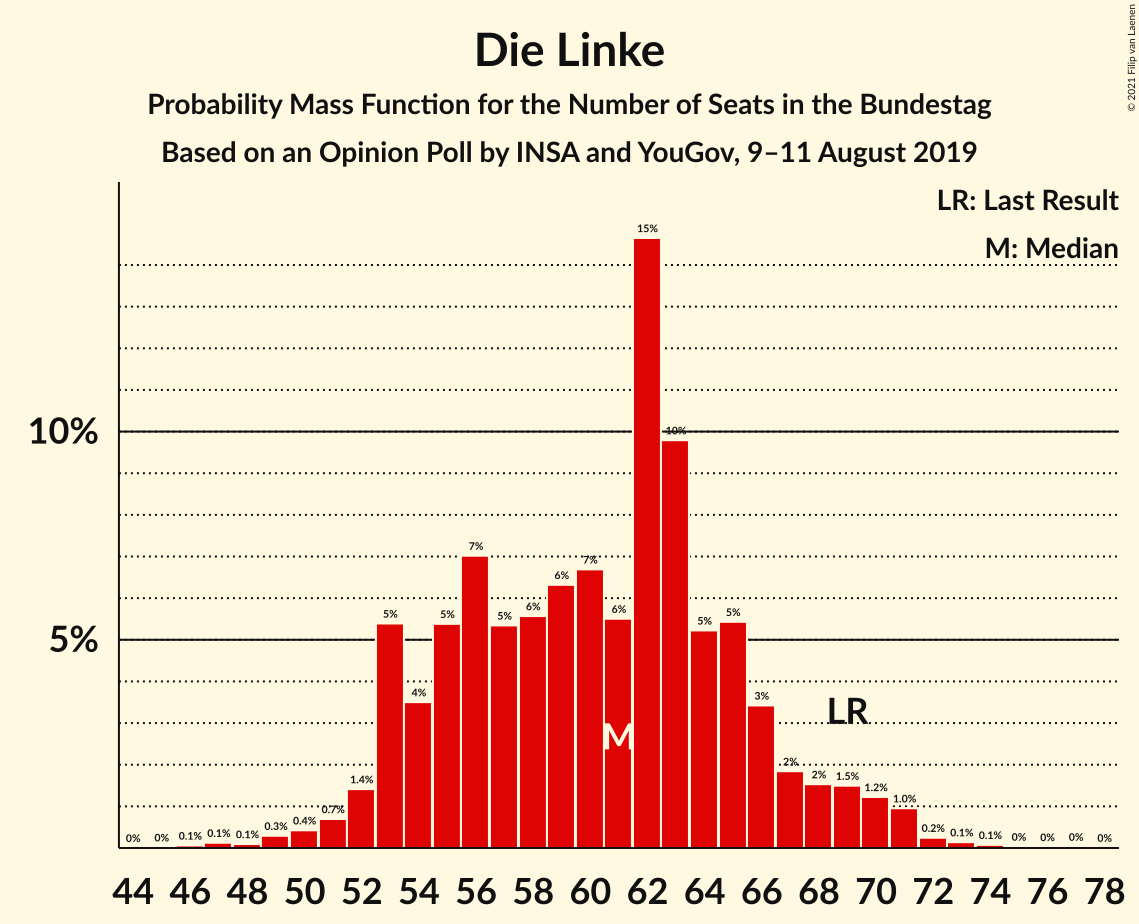 Die Linke
Probability Mass Function for the Number of Seats in the Bundestag
Based on an Opinion Poll by INSA and YouGov, 9–11 August 2019
© 2021 Filip van Laenen
LR: Last Result
M: Median
10%
5%
0% 0% 0.1% 0.1% 0.1% 0.3% 0.4% 0.7% 1.4% 5% 4% 5% 7% 5% 6% 6% 7% 6% 15% 10% 5% 5% 3% 2% 2% 1.5% 1.2% 1.0% 0.2% 0.1% 0.1% 0% 0% 0% 0%
M
LR
44 46 48 50 52 54 56 58 60 62 64 66 68 70 72 74 76 78